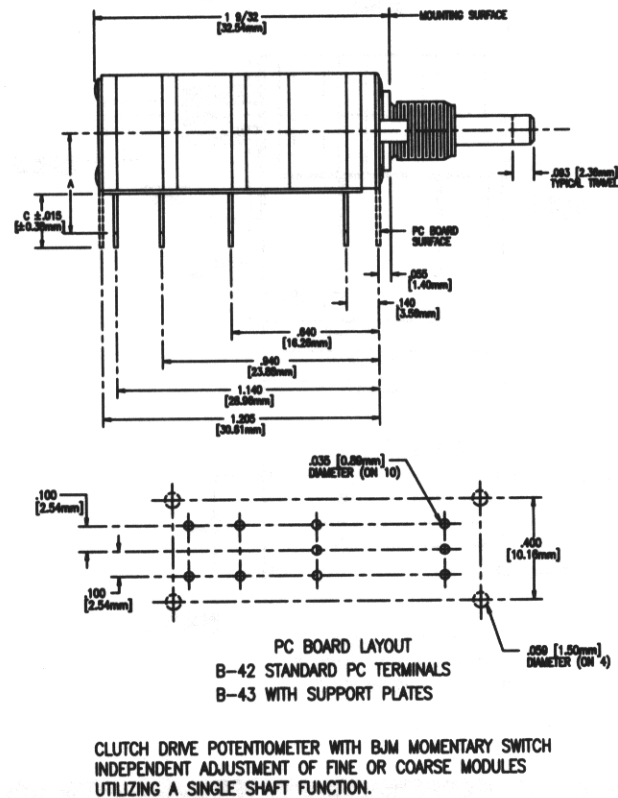 1 9/32
[32.54mm]
MOUNTING SURFACE
.093 [2.36mm]
TYPICAL TRAVEL
A
C ±.015
[±0.38mm]
PC BOARD
SURFACE
.055
[1.40mm]
.140
[3.56mm]
.640
[16.26mm]
.940
[23.88mm]
1.140
[28.96mm]
1.205
[30.61mm]
.035 [0.89mm]
DIAMETER (ON 10)
.100
[2.54mm]
.400
[10.16mm]
.100
[2.54mm]
.059 [1.50mm]
DIAMETER (ON 4)
PC BOARD LAYOUT
B-42 STANDARD PC TERMINALS
B-43 WITH SUPPORT PLATES
CLUTCH DRIVE POTENTIOMETER WITH BJM MOMENTARY SWITCH
INDEPENDENT ADJUSTMENT OF FINE OR COARSE MODULES
UTILIZING A SINGLE SHAFT FUNCTION.